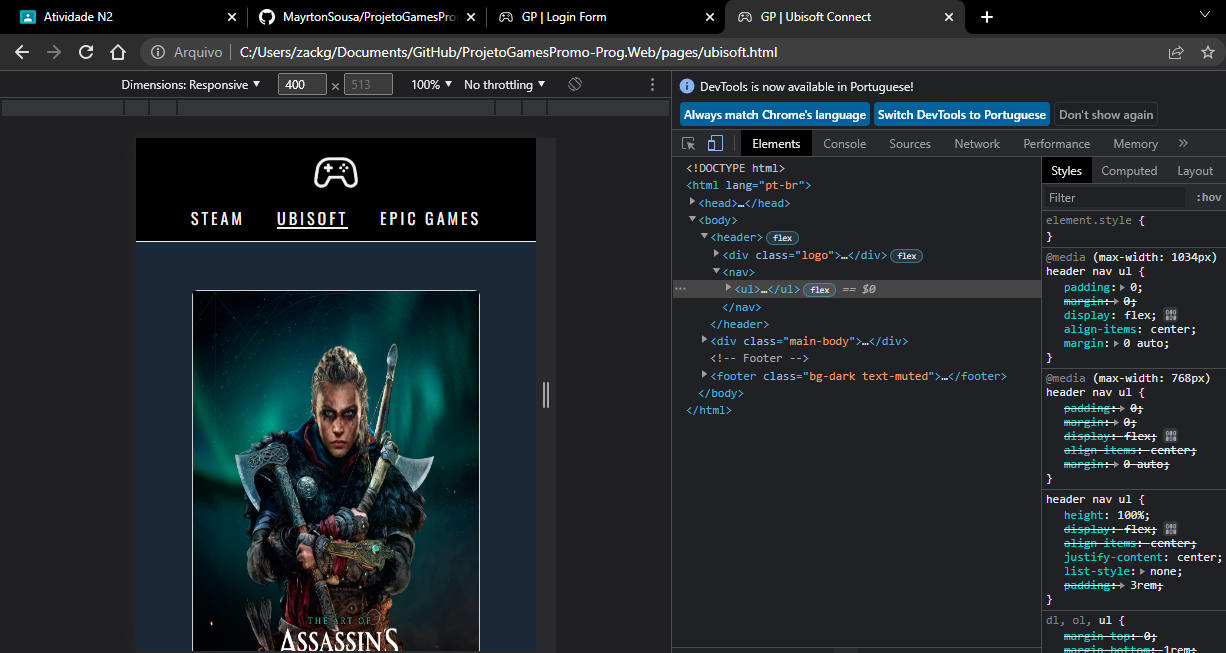 Atividade N2
MayrtonSousa/ProjetoGamesPro
GP | Login Form
GP | Ubisoft Connect
Arquivo | C:/Users/zackg/Documents/GitHub/ProjetoGamesPromo-Prog.Web/pages/ubisoft.html
Dimensions: Responsive ▼ 400 × 513 100% ▼ No throttling ▼
STEAM UBISOFT EPIC GAMES
THE ART OF
ASSASSINS
DevTools is now available in Portuguese!
Always match Chrome's language Switch DevTools to Portuguese Don't show again
Elements Console Sources Network Performance Memory »
<!DOCTYPE html>
<html lang="pt-br">
<head>…</head>
<body>
<header> flex
<div class="logo">…</div> flex
<nav>
<ul>…</ul> flex == $0
</nav>
</header>
<div class="main-body">…</div>
<!-- Footer -->
<footer class="bg-dark text-muted">…</footer>
</body>
</html>
Styles Computed Layout
Filter :hov
element.style {
}
@media (max-width: 1034px)
header nav ul {
padding: 0;
margin: 0;
display: flex;
align-items: center;
margin: 0 auto;
}
@media (max-width: 768px)
header nav ul {
padding: 0;
margin: 0;
display: flex;
align-items: center;
margin: 0 auto;
}
header nav ul {
height: 100%;
display: flex;
align-items: center;
justify-content: center;
list-style: none;
padding: 3rem;
}
dl, ol, ul {
margin-top: 0;
margin-bottom: 1rem;